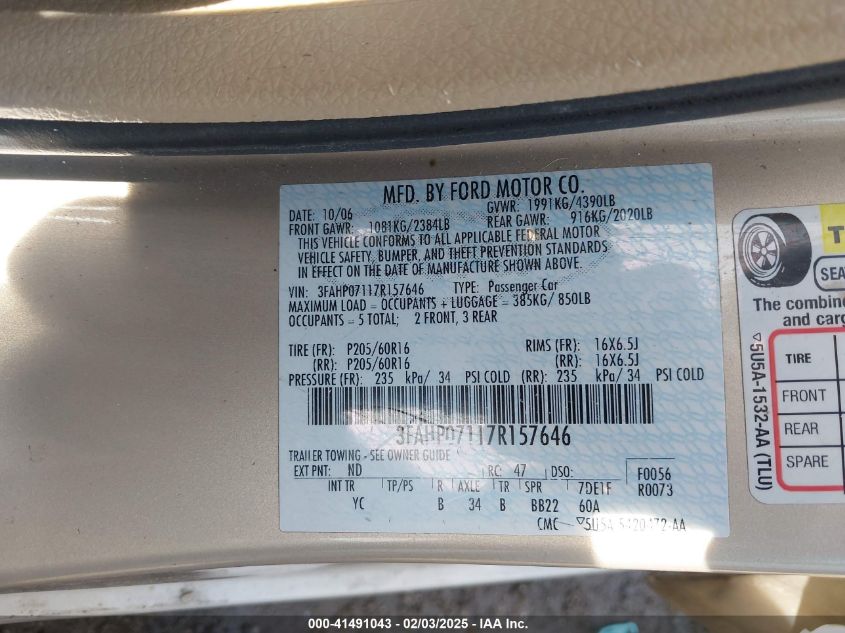 MFD. BY FORD MOTOR CO.
DATE: 10/06 GVWR: 1991KG/4390LB
FRONT GAWR: 1081KG/2384LB REAR GAWR: 916KG/2020LB
THIS VEHICLE CONFORMS TO ALL APPLICABLE FEDERAL MOTOR
VEHICLE SAFETY, BUMPER, AND THEFT PREVENTION STANDARDS
IN EFFECT ON THE DATE OF MANUFACTURE SHOWN ABOVE.
VIN: 3FAHP07117R157646 TYPE: Passenger Car
MAXIMUM LOAD = OCCUPANTS + LUGGAGE = 385KG/ 850LB
OCCUPANTS = 5 TOTAL; 2 FRONT, 3 REAR
TIRE (FR): P205/60R16 RIMS (FR): 16X6.5J
(RR): P205/60R16 (RR): 16X6.5J
PRESSURE (FR): 235 kPa/ 34 PSI COLD (RR): 235 kPa/ 34 PSI COLD
3FAHP07117R157646
TRAILER TOWING - SEE OWNER GUIDE
EXT PNT: ND RC: 47 DSO: F0056
INT TR TP/PS R AXLE TR SPR 7DE1F R0073
YC B 34 B BB22 60A
CMC ▽5U5A-5420472-AA
T
SEA
The combine
and carg
TIRE
FRONT
REAR
SPARE
▽5U5A-1532-AA (TLU)
000-41491043 - 02/03/2025 - IAA Inc.